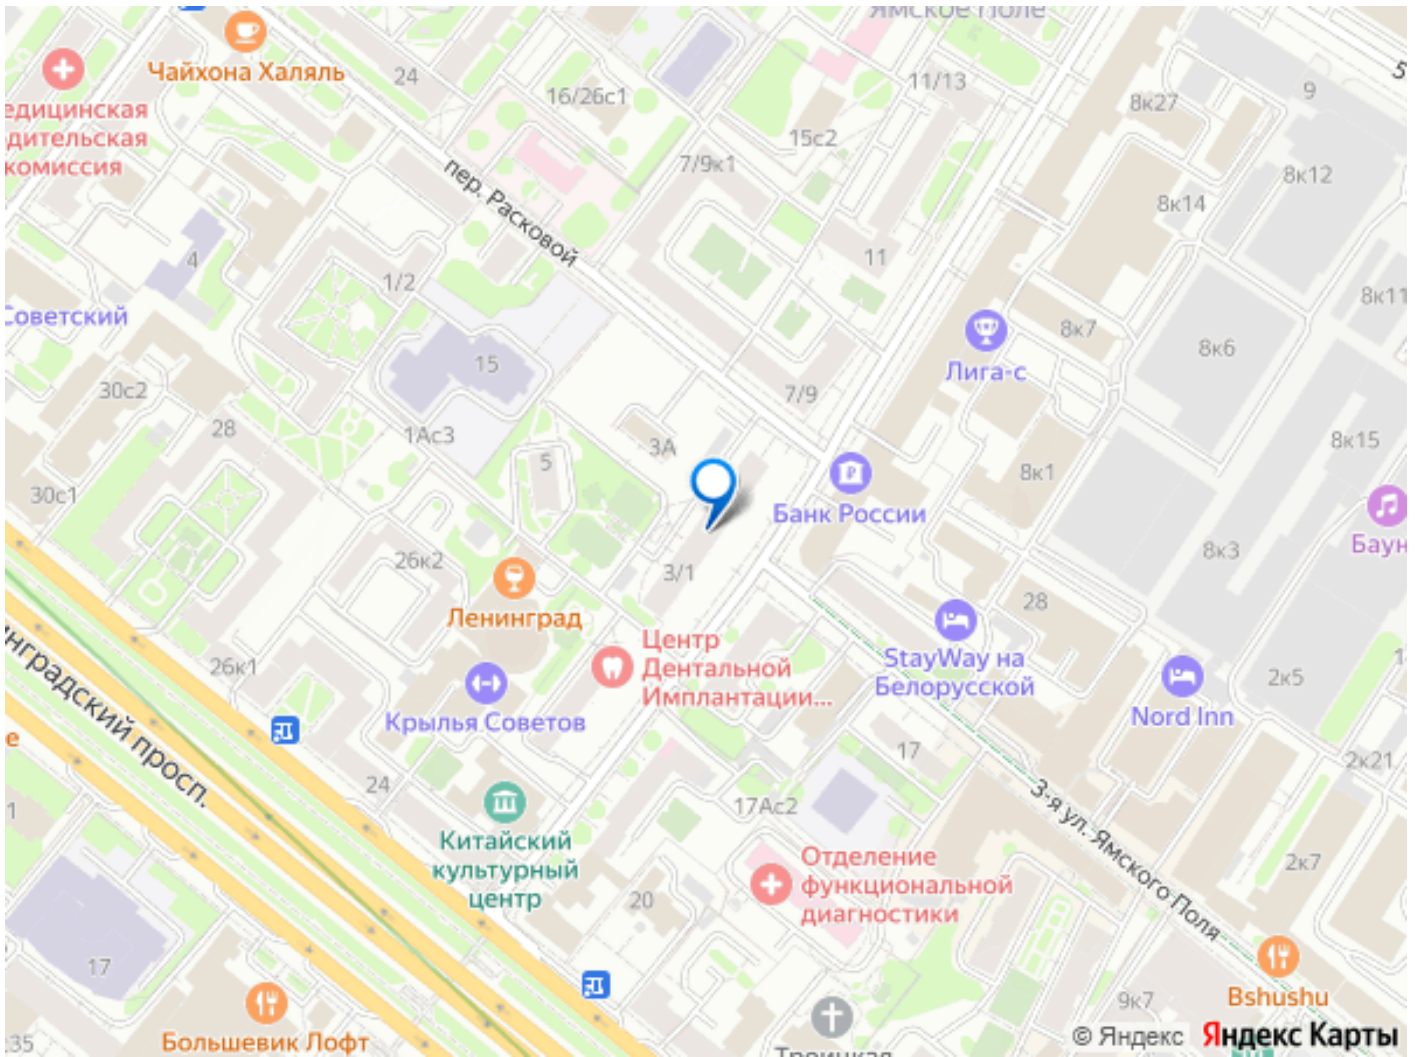 Ямское Поле
Чайхона Халяль
24
16/26с1
11/13
8к27
9
5
едицинская
дительская
комиссия
15с2
7/9к1
8к12
8к14
пер. Расковой
4
1/2
11
8к11
Советский
8к7
8к6
15
Лига-с
30с2
7/9
28
1Ас3
3А
8к15
5
8к1
30с1
Банк России
8к3
Баун
26к2
3/1
28
Ленинград
Центр
Дентальной
Имплантации...
StayWay на
Белорусской
26к1
2к5
1
Крылья Советов
Nord Inn
нградский просп.
е
17
2к21
24
17Ас2
3-я ул. Ямского Поля
1
Китайский
культурный
центр
Отделение
функциональной
диагностики
2к7
20
17
9к7
Bshushu
Большевик Лофт
:35
Троицкая
© Яндекс Яндекс Карты